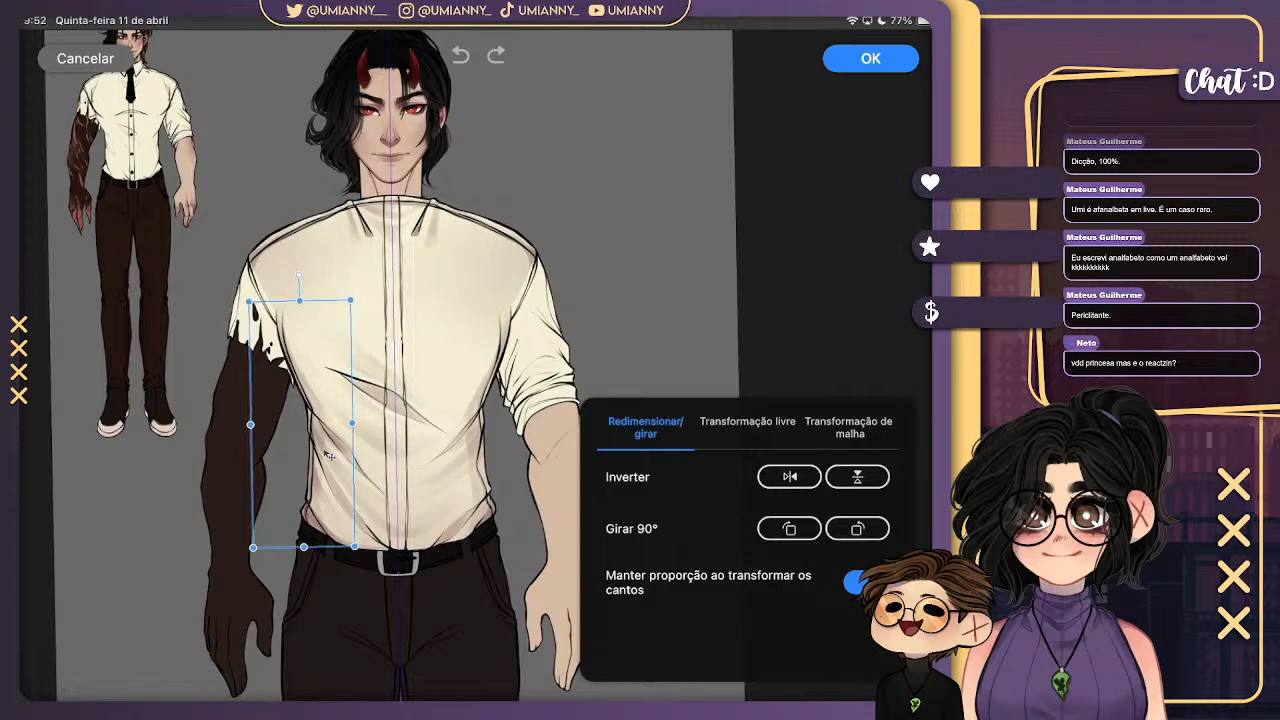 @UMIANNY__ @UMIANNY_ UMIANNY_ UMIANNY
9:52 Quinta-feira 11 de abril
77%
Cancelar
OK
Chat :D
Mateus Guilherme
Dicção, 100%.
Mateus Guilherme
Umi é afanalbeta em live. É um caso raro.
Mateus Guilherme
Eu escrevi analfabeto como um analfabeto vei
kkkkkkkkkk
Mateus Guilherme
Periclitante.
Neto
vdd princesa mas e o reactzin?
Redimensionar/
girar
Transformação livre
Transformação de
malha
Inverter
Girar 90°
Manter proporção ao transformar os
cantos